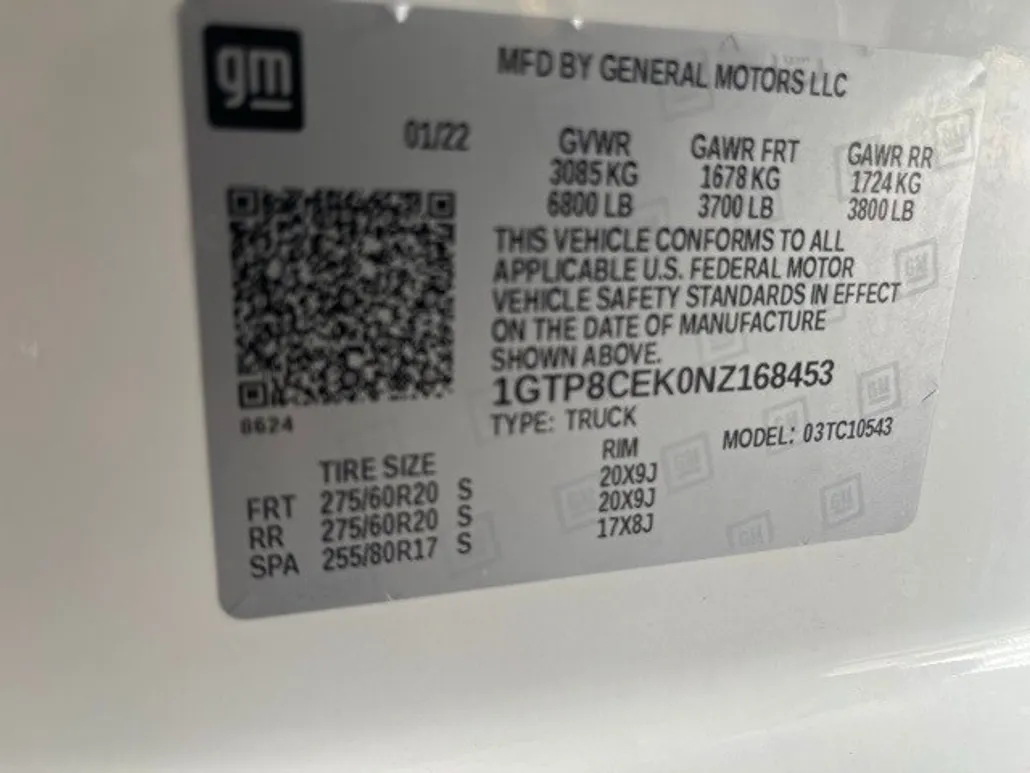 gm
MFD BY GENERAL MOTORS LLC
01/22 GVWR GAWR FRT GAWR RR
3085 KG 1678 KG 1724 KG
6800 LB 3700 LB 3800 LB
THIS VEHICLE CONFORMS TO ALL
APPLICABLE U.S. FEDERAL MOTOR
VEHICLE SAFETY STANDARDS IN EFFECT
ON THE DATE OF MANUFACTURE
SHOWN ABOVE.
1GTP8CEK0NZ168453
8624
TYPE: TRUCK MODEL: 03TC10543
TIRE SIZE RIM
FRT 275/60R20 S 20X9J
RR 275/60R20 S 20X9J
SPA 255/80R17 S 17X8J